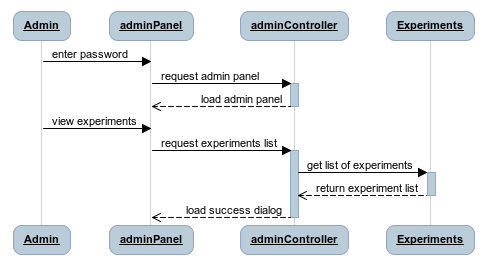 Admin adminPanel adminController Experiments
enter password
request admin panel
load admin panel
view experiments
request experiments list
get list of experiments
return experiment list
load success dialog
Admin adminPanel adminController Experiments